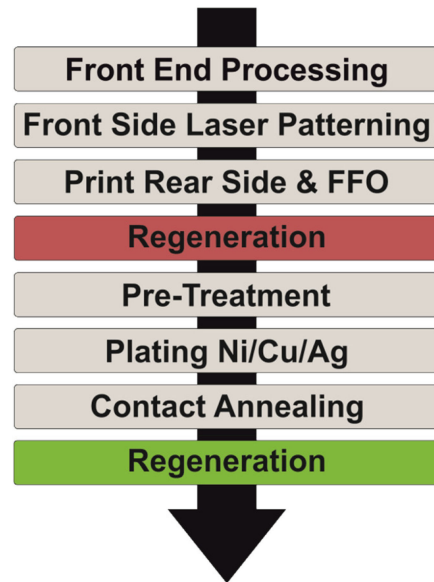 Front End Processing
Front Side Laser Patterning
Print Rear Side & FFO
Regeneration
Pre-Treatment
Plating Ni/Cu/Ag
Contact Annealing
Regeneration